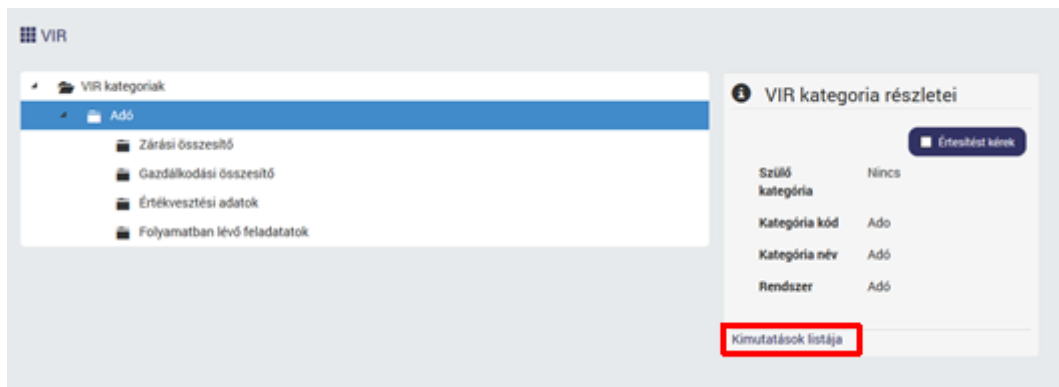 VIR
VIR kategoriak
Adó
Zárási összesítő
Gazdálkodási összesítő
Értékvesztési adatok
Folyamatban lévő feladatatok
VIR kategoria részletei
Értesítést kérek
Szülő kategória
Nincs
Kategória kód
Ado
Kategória név
Adó
Rendszer
Adó
Kimutatások listája